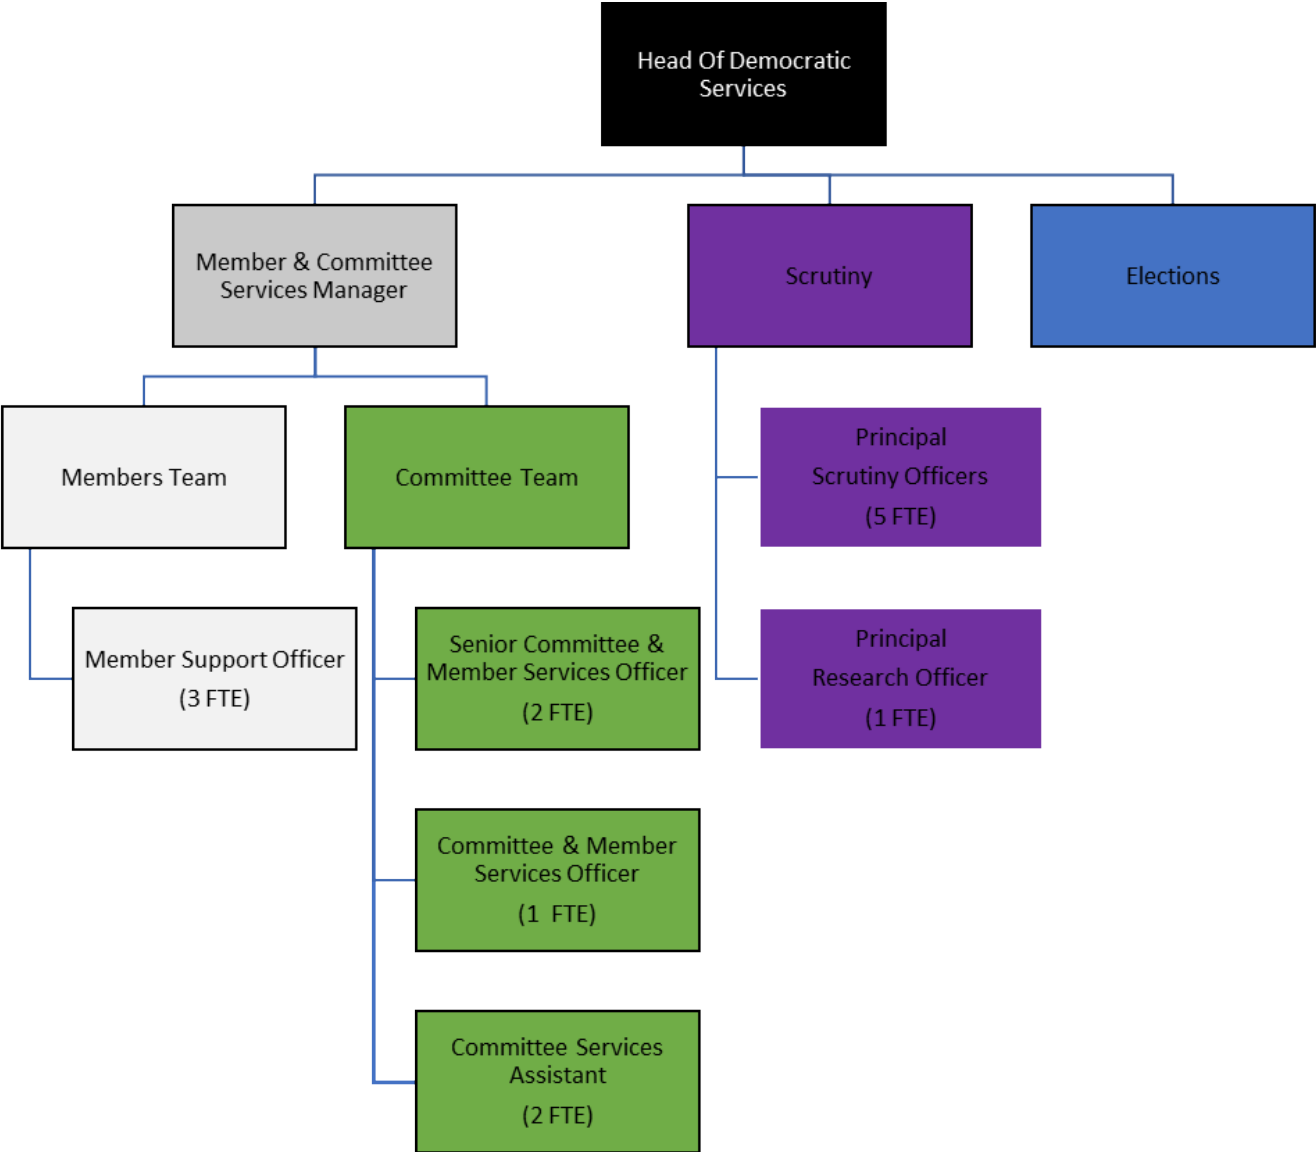 Head Of Democratic
Services
Member & Committee
Services Manager
Scrutiny
Elections
Members Team
Committee Team
Principal
Scrutiny Officers
(5 FTE)
Member Support Officer
(3 FTE)
Senior Committee &
Member Services Officer
(2 FTE)
Principal
Research Officer
(1 FTE)
Committee & Member
Services Officer
(1  FTE)
Committee Services
Assistant
(2 FTE)